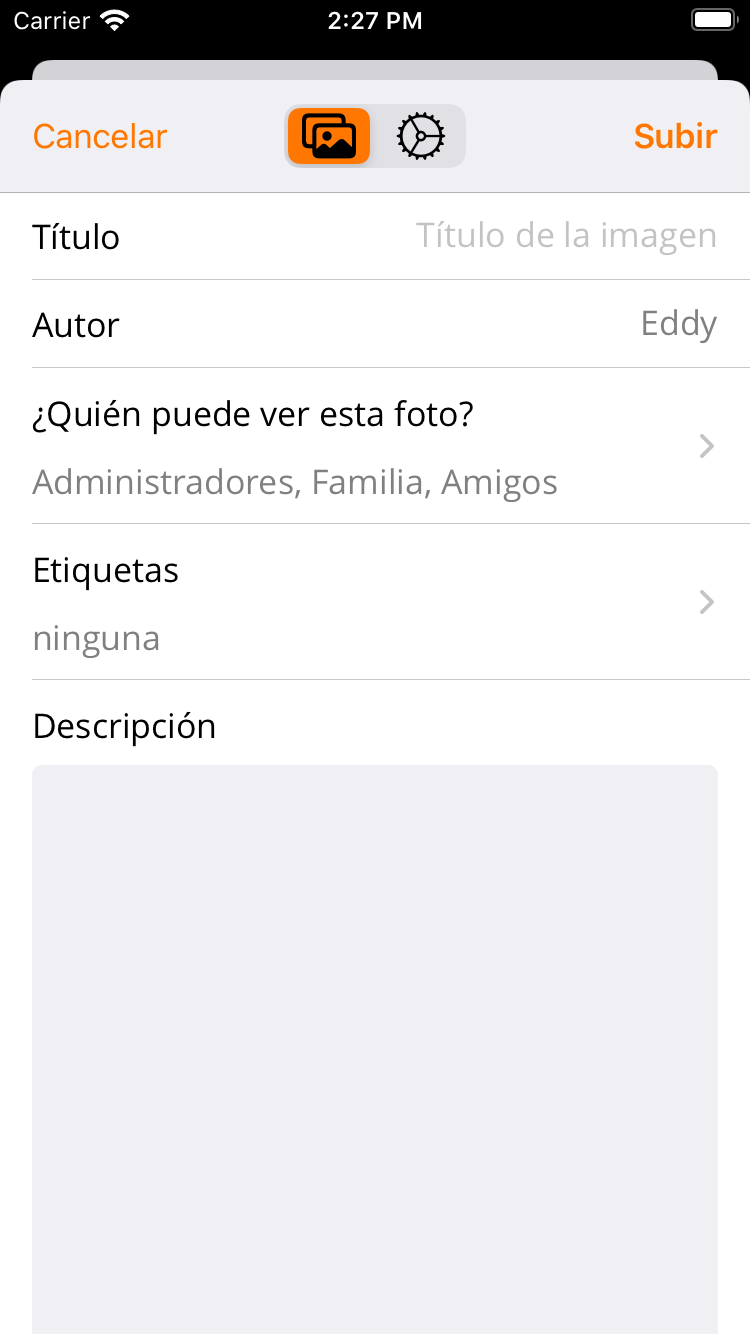 Carrier 2:27 PM
Cancelar Subir
Título Título de la imagen
Autor Eddy
¿Quién puede ver esta foto?
Administradores, Familia, Amigos
Etiquetas
ninguna
Descripción